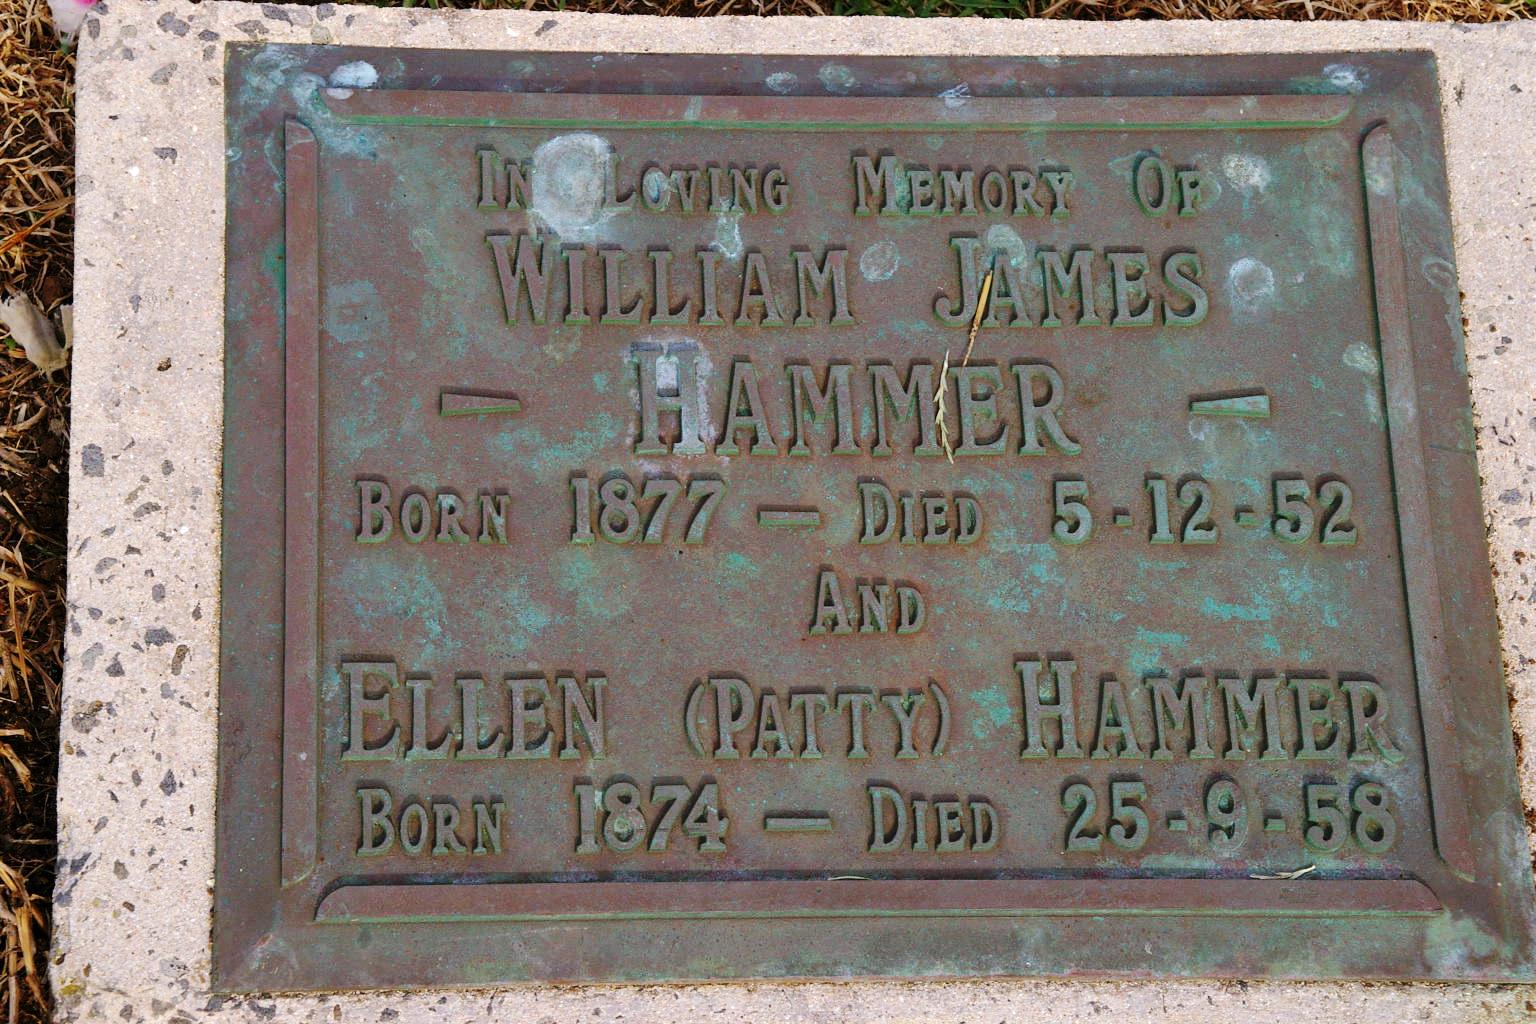 In Loving Memory Of
William James
– Hammer –
Born 1877 – Died 5-12-52
And
Ellen (Patty) Hammer
Born 1874 – Died 25-9-58